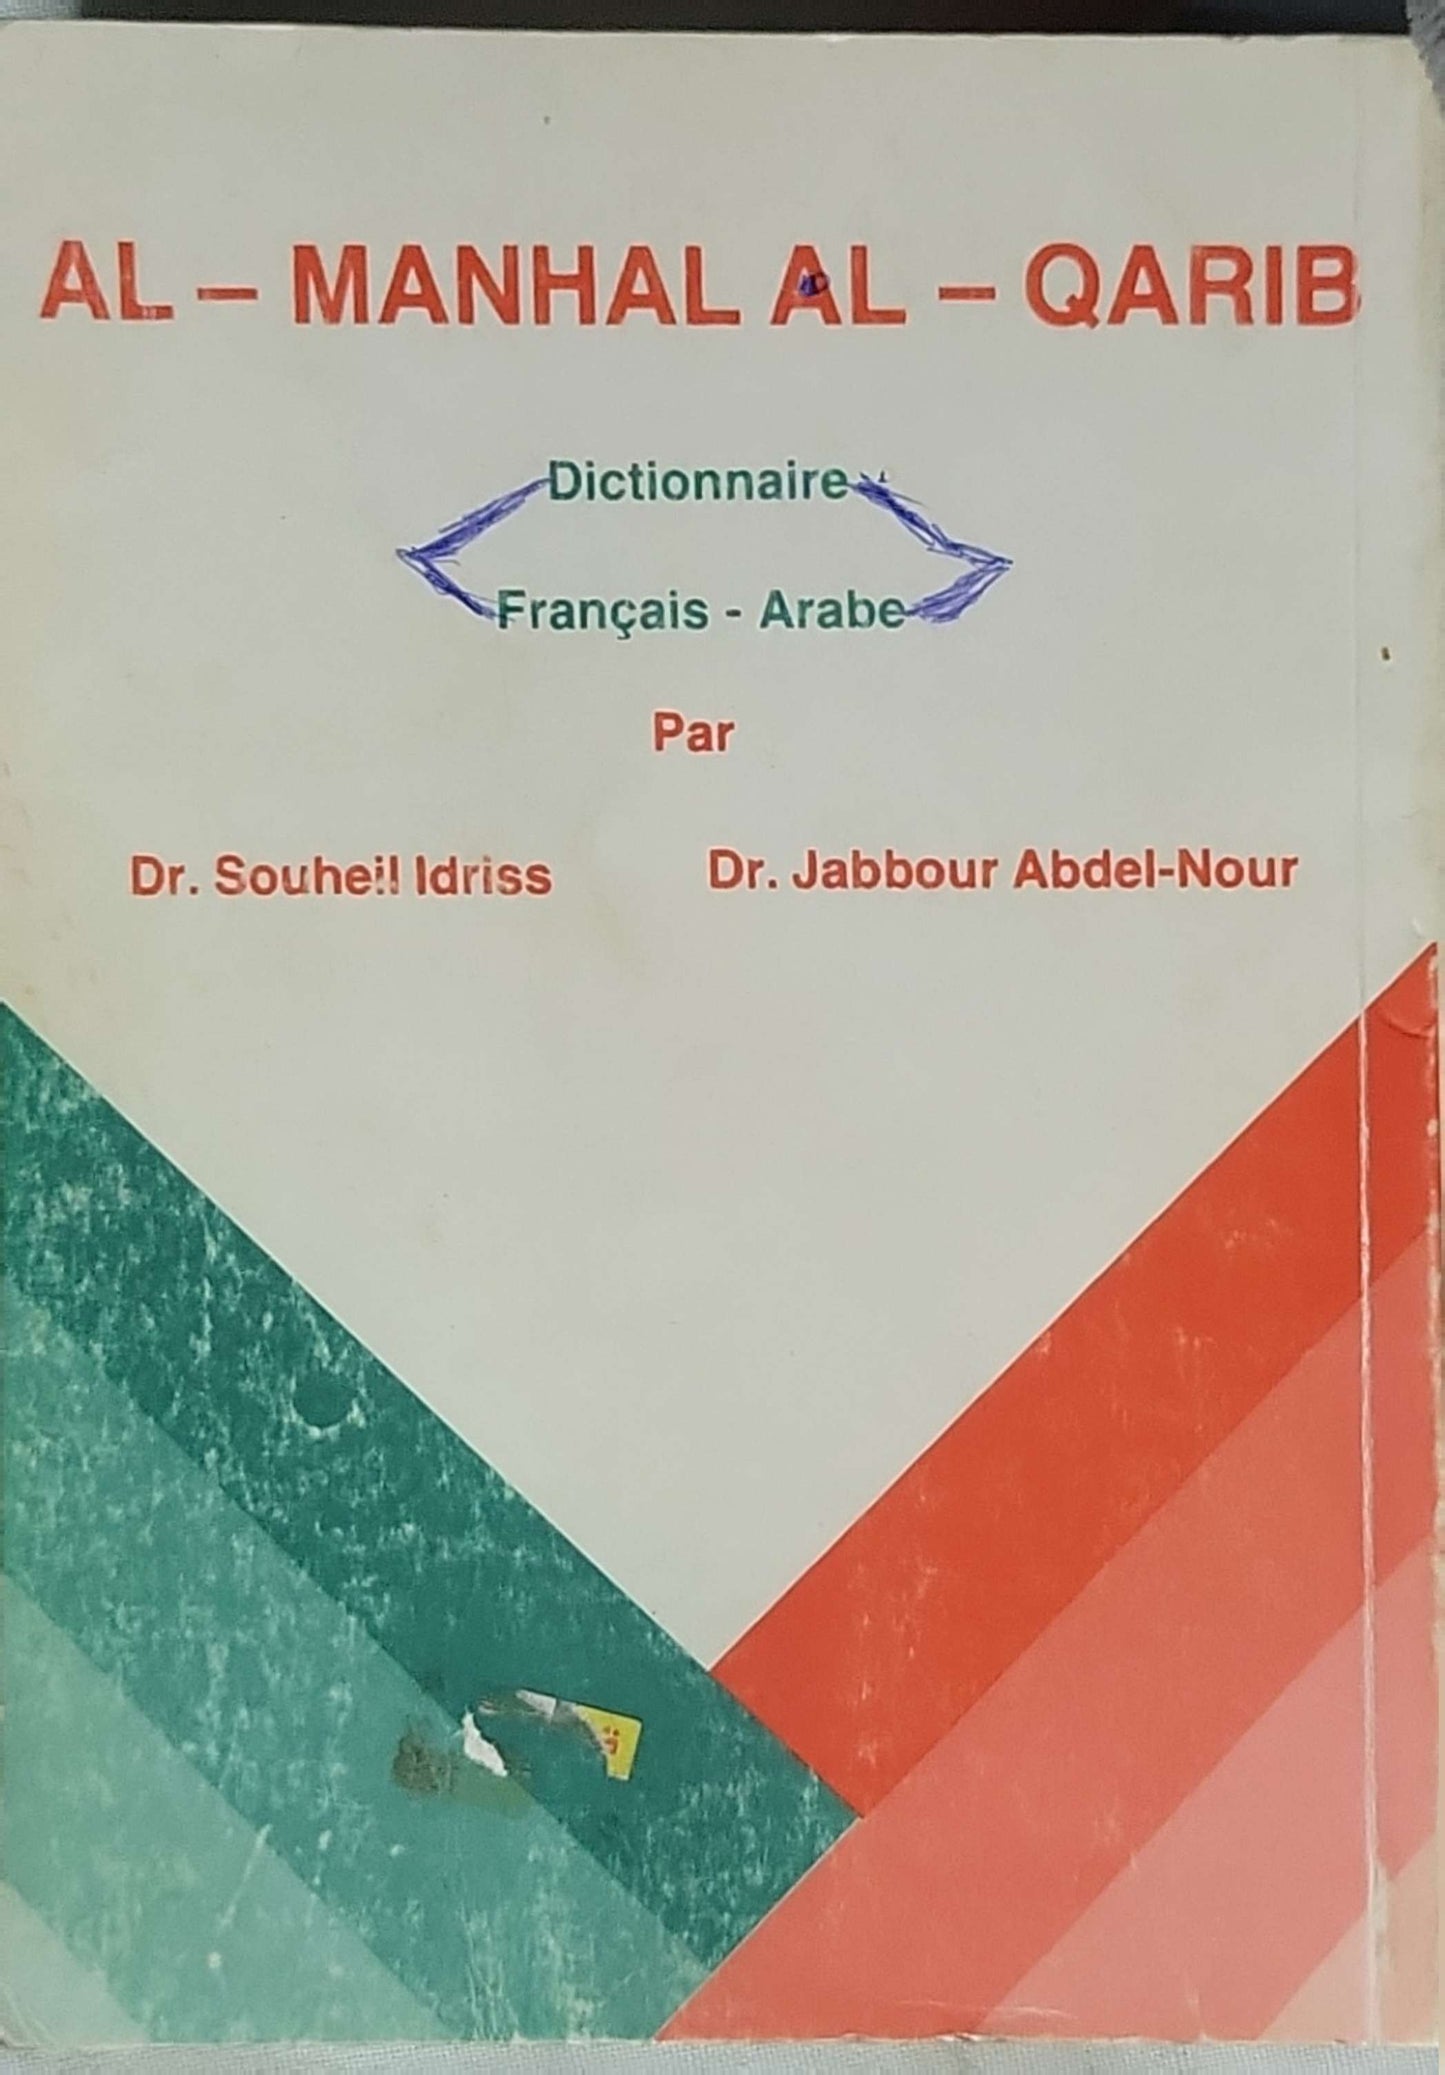 AL – MANHAL AL – QARIB
Dictionnaire
Français - Arabe
Par
Dr. Souheil Idriss Dr. Jabbour Abdel-Nour